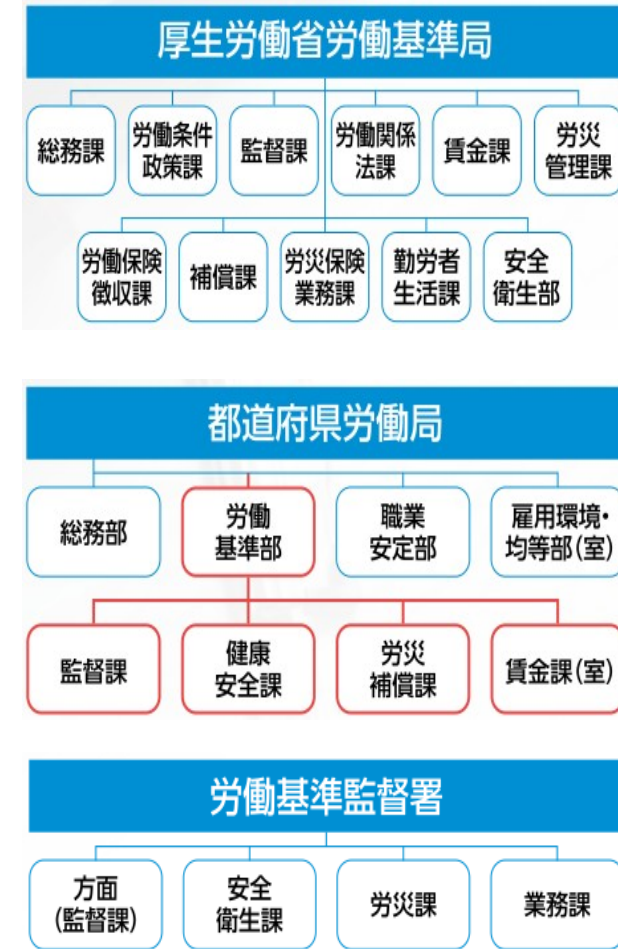 厚生労働省労働基準局
総務課
労働条件
政策課
監督課
労働関係
法課
賃金課
労災
管理課
労働保険
徴収課
補償課
労災保険
業務課
勤労者
生活課
安全
衛生部
都道府県労働局
総務部
労働
基準部
職業
安定部
雇用環境・
均等部(室)
監督課
健康
安全課
労災
補償課
賃金課(室)
労働基準監督署
方面
(監督課)
安全
衛生課
労災課
業務課